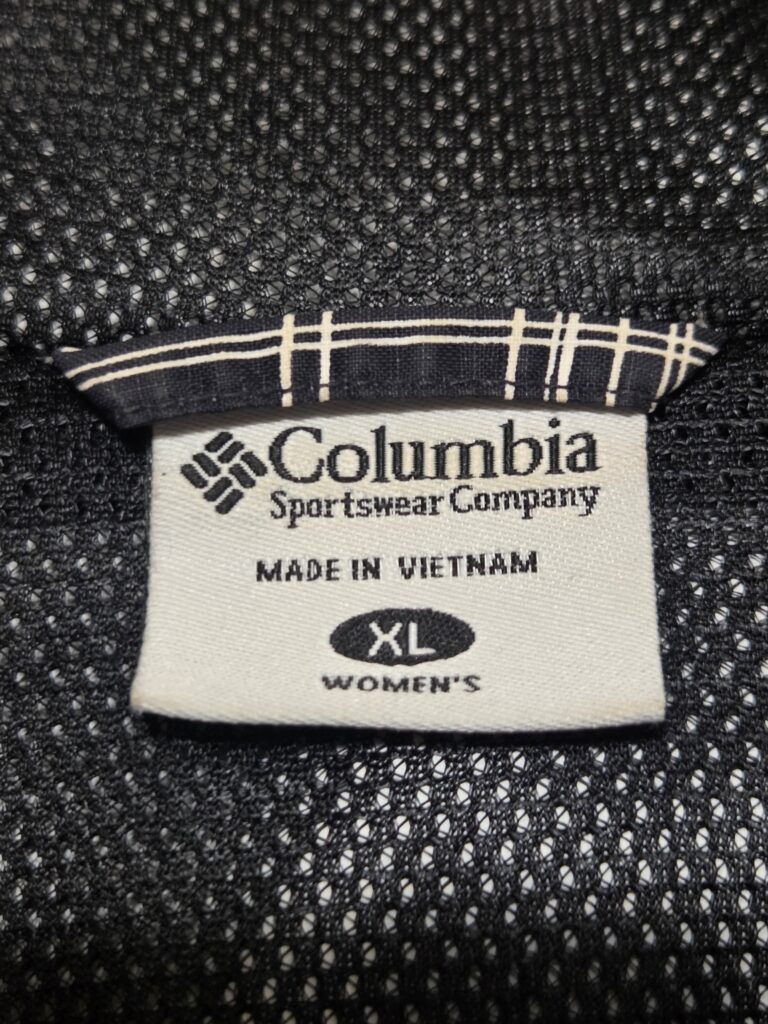 Columbia
Sportswear Company
MADE IN VIETNAM
XL
WOMEN'S